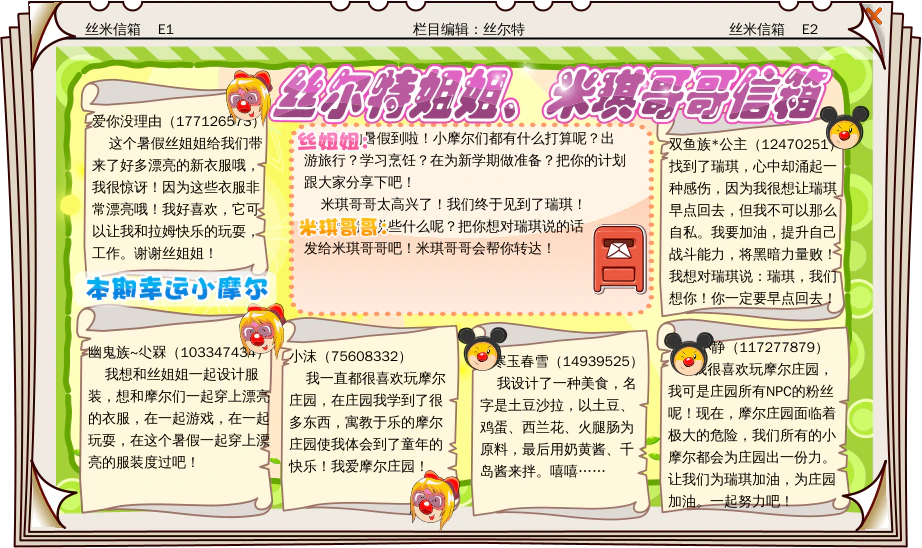 丝米信箱 E1
栏目编辑：丝尔特
丝米信箱 E2
丝尔特姐姐、米琪哥哥信箱
爱你没理由（177126573）
这个暑假丝姐姐给我们带
来了好多漂亮的新衣服哦，
我很惊讶！因为这些衣服非
常漂亮哦！我好喜欢，它可
以让我和拉姆快乐的玩耍，
工作。谢谢丝姐姐！
丝姐姐：
暑假到啦！小摩尔们都有什么打算呢？出
游旅行？学习烹饪？在为新学期做准备？把你的计划
跟大家分享下吧！
米琪哥哥太高兴了！我们终于见到了瑞琪！
米琪哥哥：
些什么呢？把你想对瑞琪说的话
发给米琪哥哥吧！米琪哥哥会帮你转达！
双鱼族*公主（12470251）
找到了瑞琪，心中却涌起一
种感伤，因为我很想让瑞琪
早点回去，但我不可以那么
自私。我要加油，提升自己
战斗能力，将黑暗力量败！
我想对瑞琪说：瑞琪，我们
想你！你一定要早点回去！
本期幸运小摩尔
幽鬼族~尐槑（103347434）
我想和丝姐姐一起设计服
装，想和摩尔们一起穿上漂亮
的衣服，在一起游戏，在一起
玩耍，在这个暑假一起穿上漂
亮的服装度过吧！
小沫（75608332）
我一直都很喜欢玩摩尔
庄园，在庄园我学到了很
多东西，寓教于乐的摩尔
庄园使我体会到了童年的
快乐！我爱摩尔庄园！
寒玉春雪（14939525）
我设计了一种美食，名
字是土豆沙拉，以土豆、
鸡蛋、西兰花、火腿肠为
原料，最后用奶黄酱、千
岛酱来拌。嘻嘻……
静（117277879）
我很喜欢玩摩尔庄园，
我可是庄园所有NPC的粉丝
呢！现在，摩尔庄园面临着
极大的危险，我们所有的小
摩尔都会为庄园出一份力。
让我们为瑞琪加油，为庄园
加油。一起努力吧！